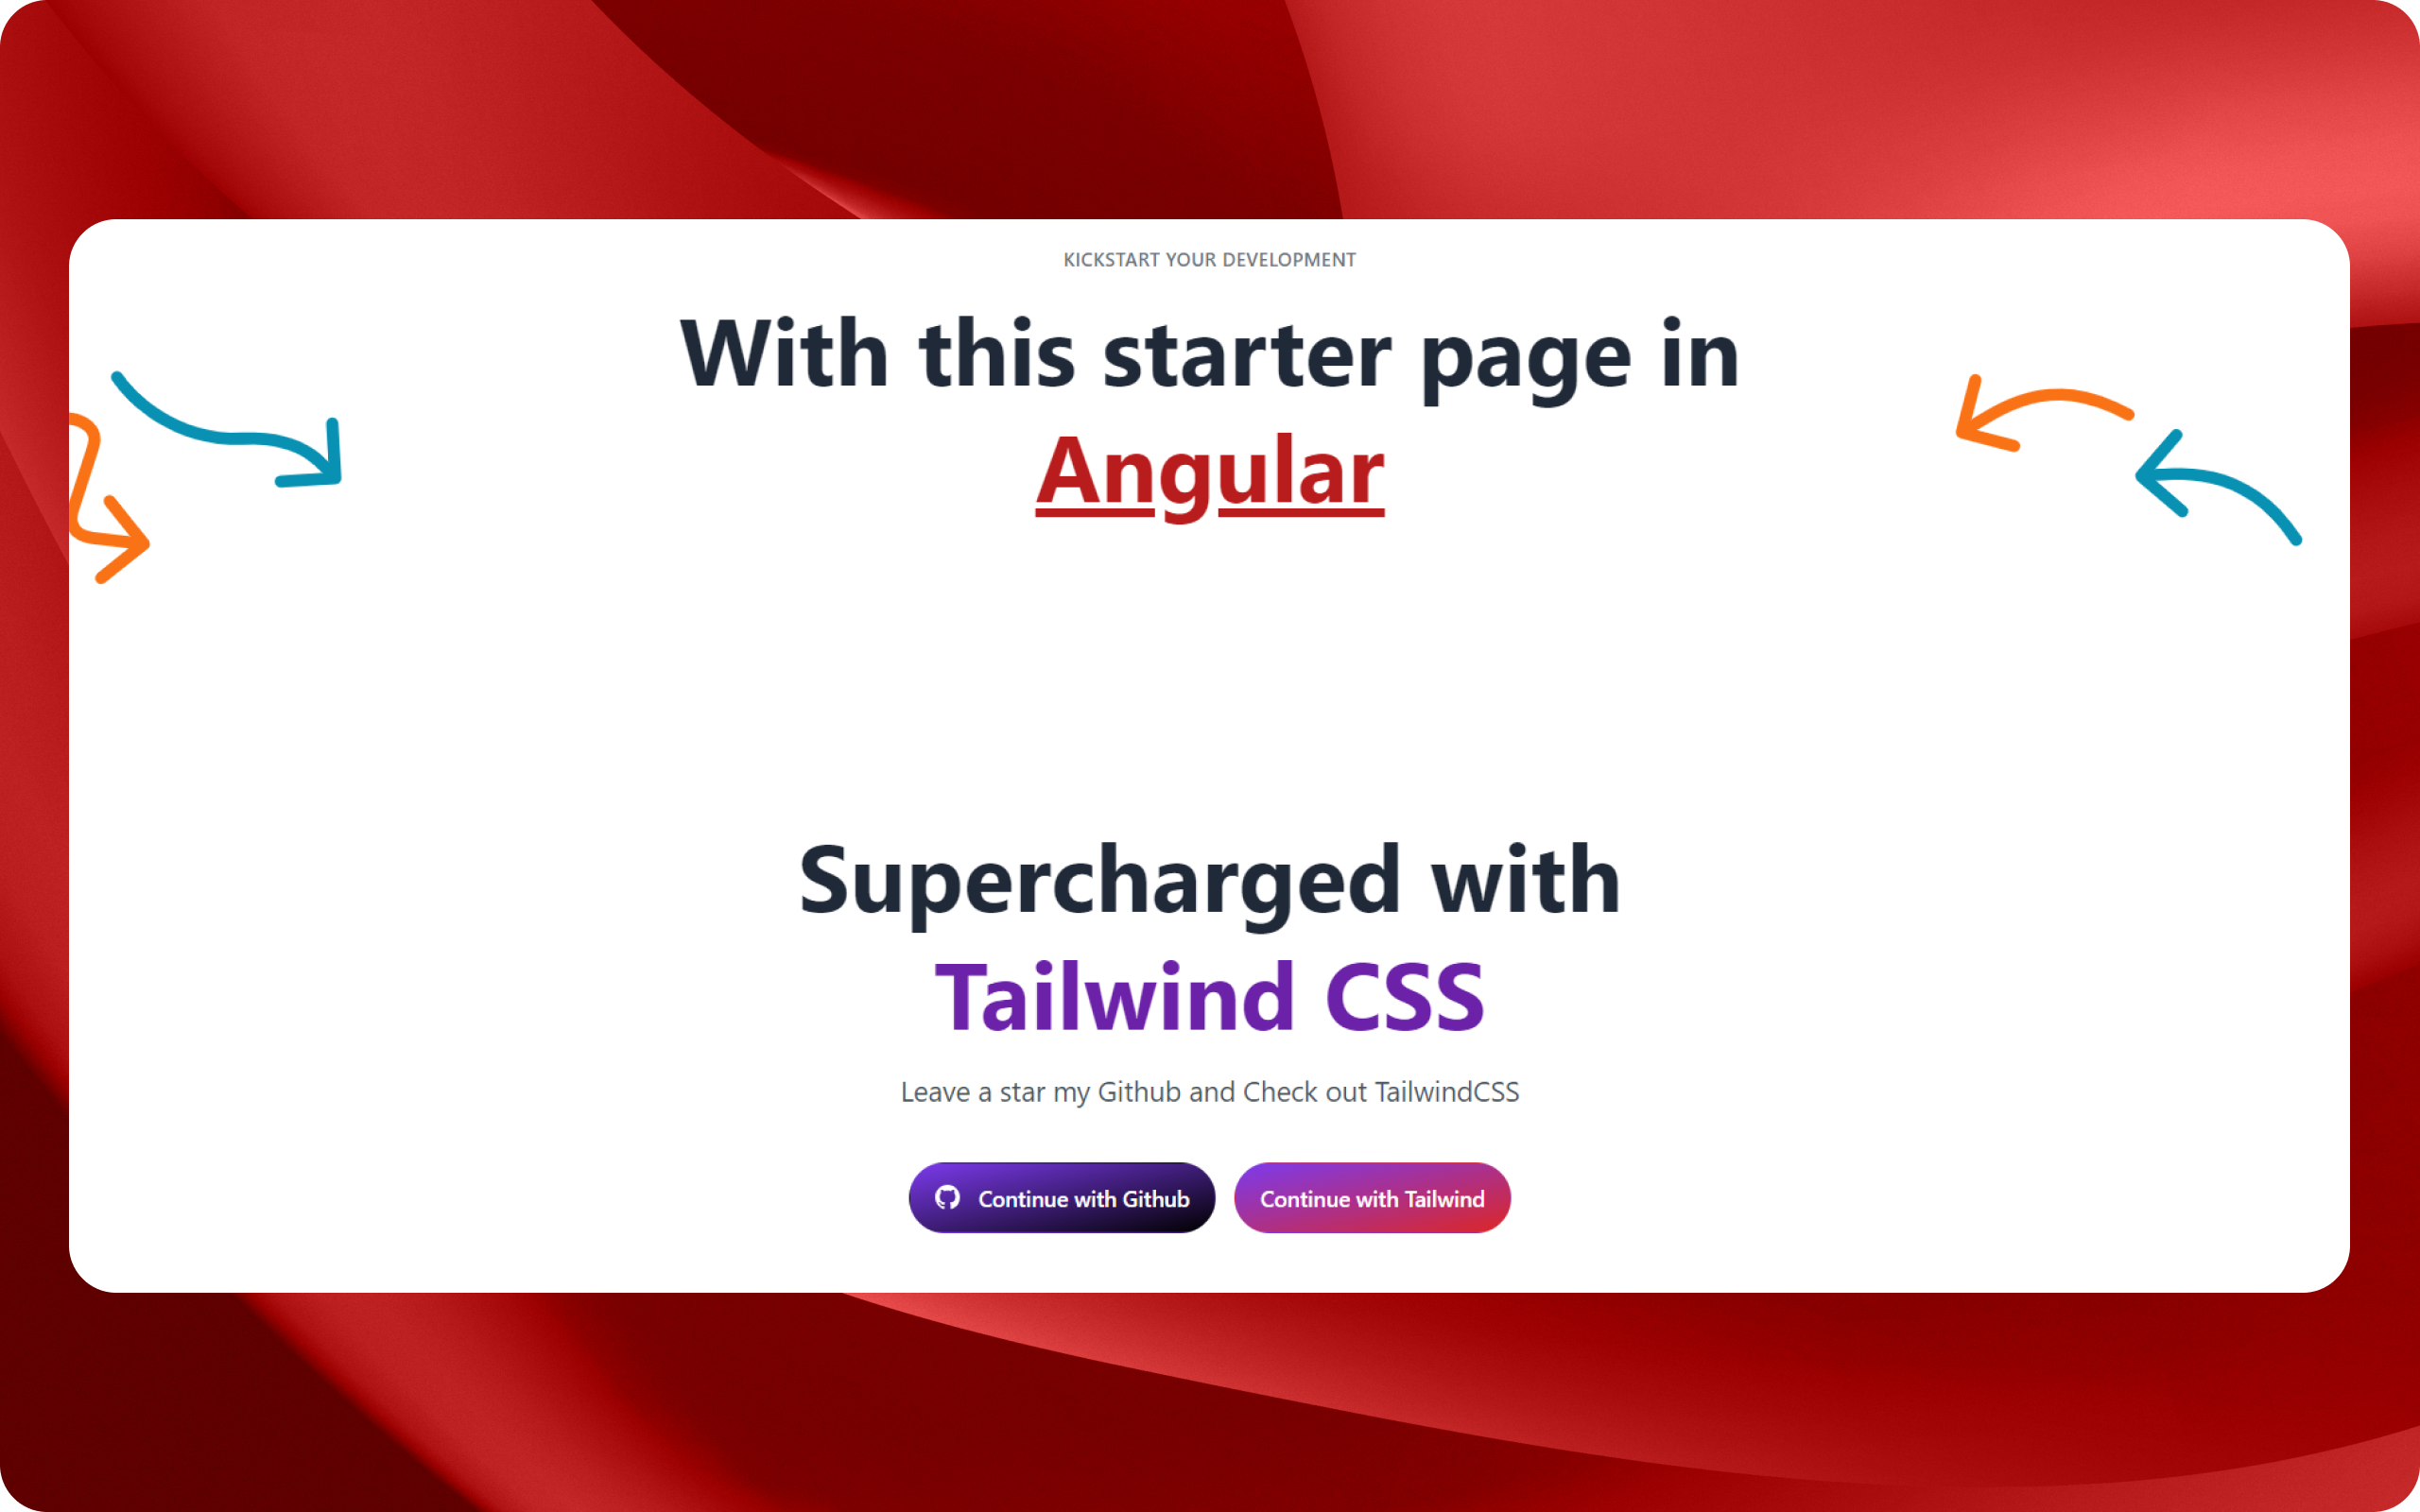 KICKSTART YOUR DEVELOPMENT
With this starter page in
Angular
Supercharged with
Tailwind CSS
Leave a star my Github and Check out TailwindCSS
Continue with Github
Continue with Tailwind